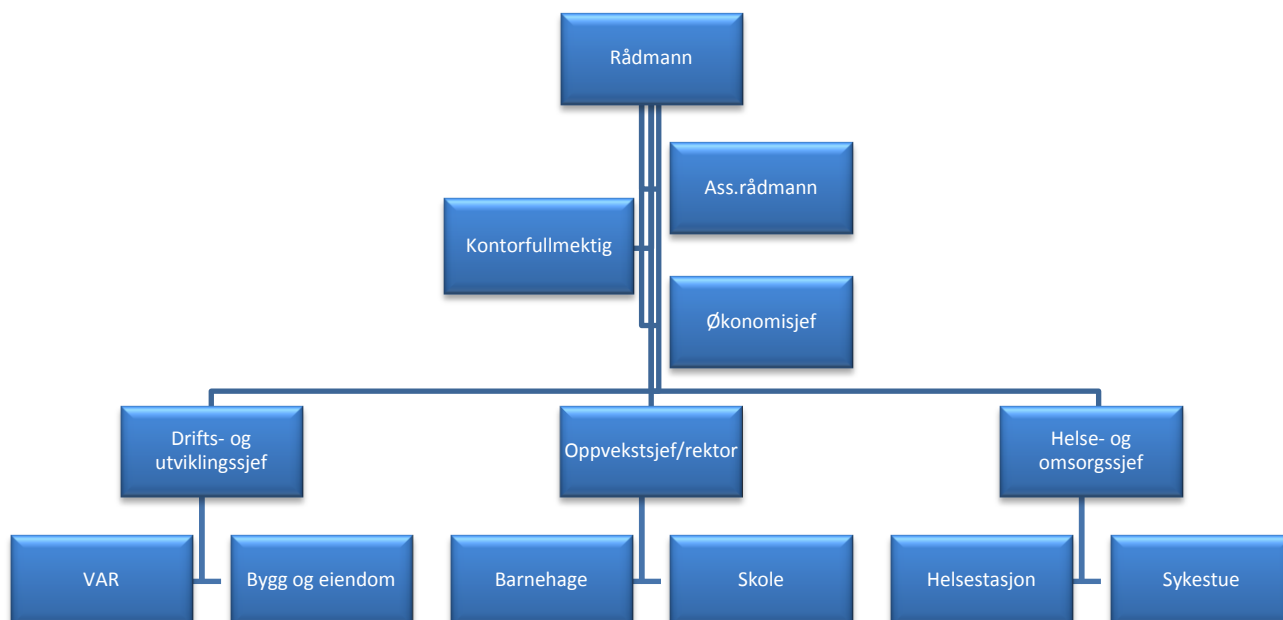 Rådmann
Ass.rådmann
Kontorfullmektig
Økonomisjef
Drifts- og
utviklingssjef
Oppvekstsjef/rektor
Helse- og
omsorgssjef
VAR
Bygg og eiendom
Barnehage
Skole
Helsestasjon
Sykestue